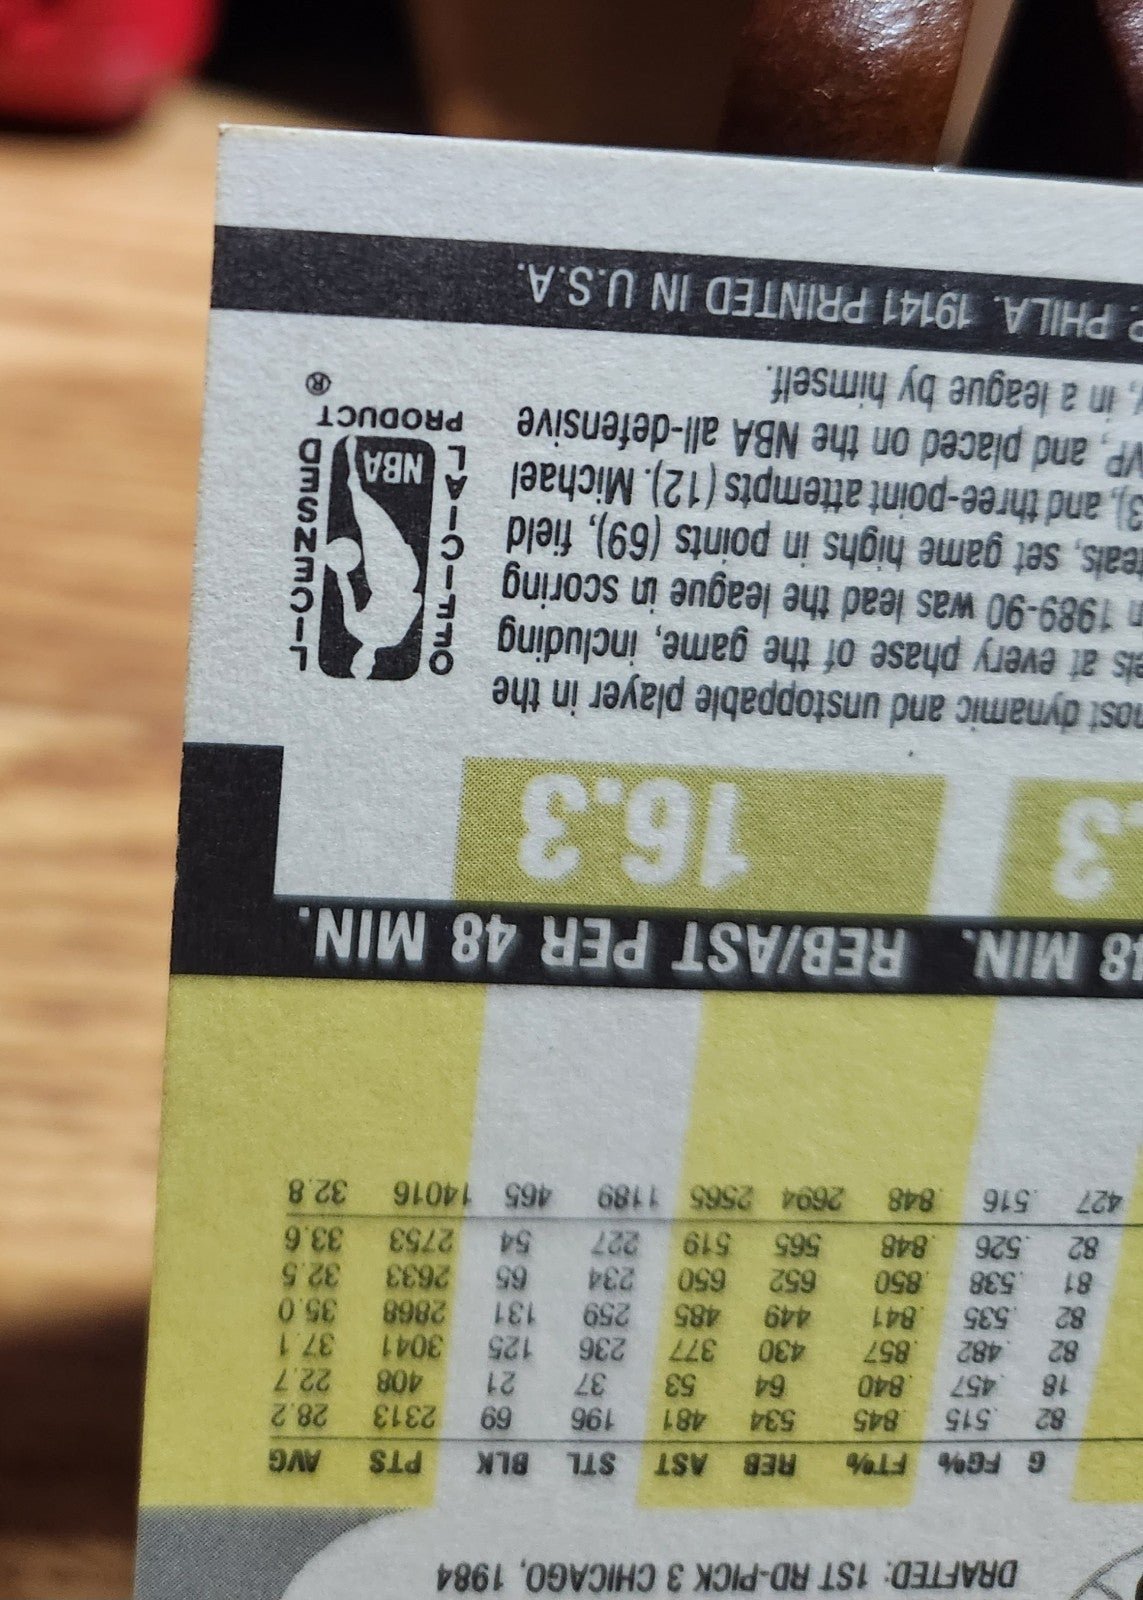 DRAFTED: 1ST RD-PICK 3 CHICAGO, 1984
G FG% FT% REB AST STL BLK PTS AVG
82 .515 .845 534 481 196 69 2313 28.2
18 .457 .840 64 53 37 21 408 22.7
82 .482 .857 430 377 236 125 3041 37.1
82 .535 .841 449 485 259 131 2868 35.0
81 .538 .850 652 650 234 65 2633 32.5
82 .526 .848 565 519 227 54 2753 33.6
427 .516 .848 2694 2565 1189 465 14016 32.8
48 MIN. REB/AST PER 48 MIN.
.3 16.3
dynamic and unstoppable player in the
at every phase of the game, including,
1989-90 was lead the league in scoring
set game highs in points (69), field
and three-point attempts (12). Michael
and placed on the NBA all-defensive
in a league by himself.
OFFICIAL
NBA
LICENSED
PRODUCT
®
PHILA. 19141 PRINTED IN U.S.A.